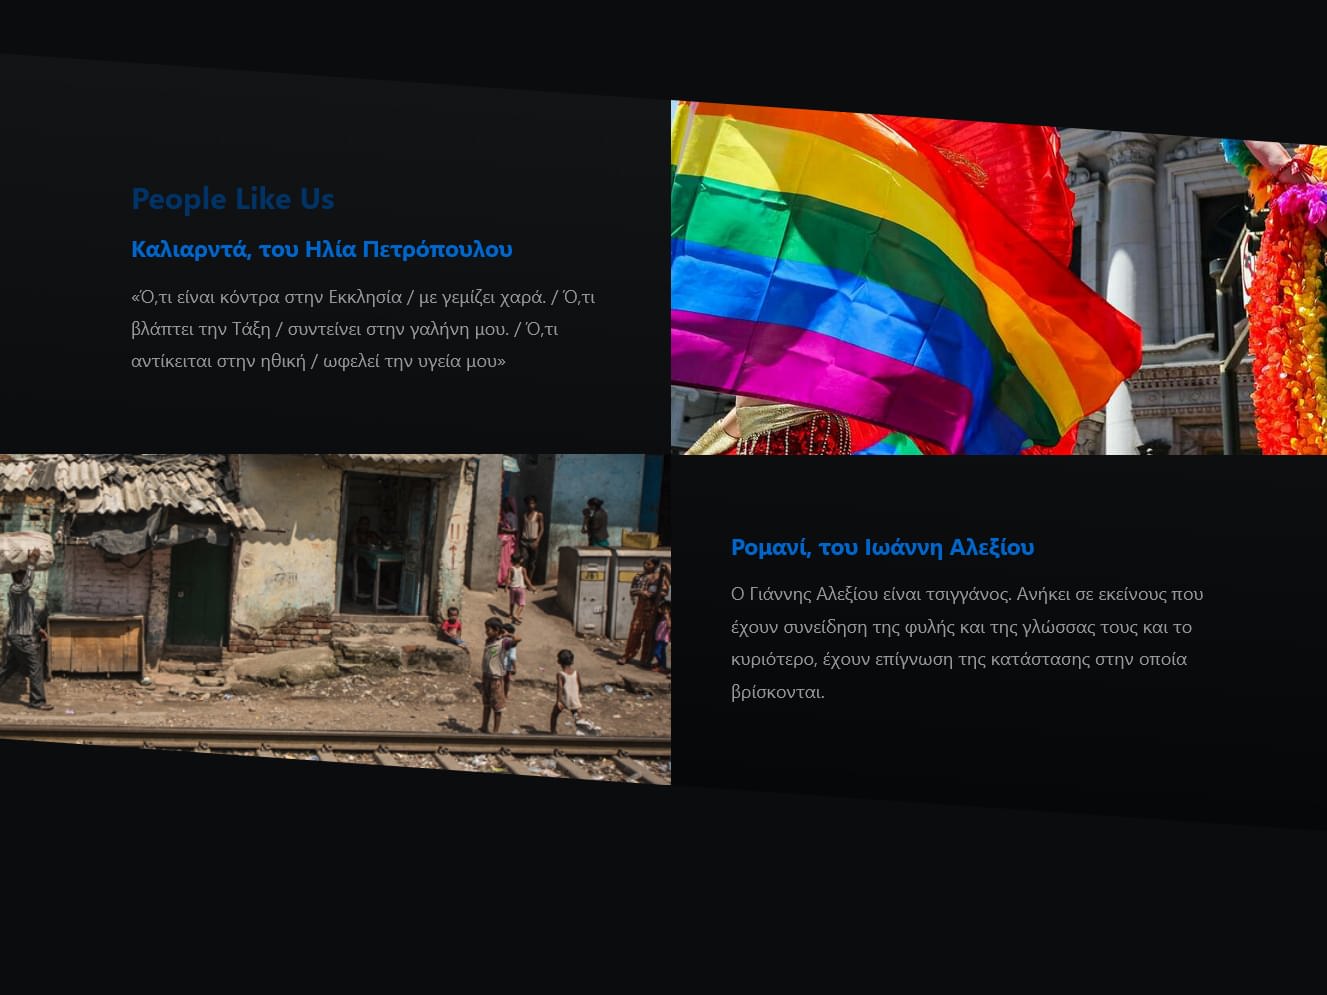 People Like Us
Καλιαρντά, του Ηλία Πετρόπουλου
«Ό,τι είναι κόντρα στην Εκκλησία / με γεμίζει χαρά. / Ό,τι
βλάπτει την Τάξη / συντείνει στην γαλήνη μου. / Ό,τι
αντίκειται στην ηθική / ωφελεί την υγεία μου»
Ρομανί, του Ιωάννη Αλεξίου
Ο Γιάννης Αλεξίου είναι τσιγγάνος. Ανήκει σε εκείνους που
έχουν συνείδηση της φυλής και της γλώσσας τους και το
κυριότερο, έχουν επίγνωση της κατάστασης στην οποία
βρίσκονται.